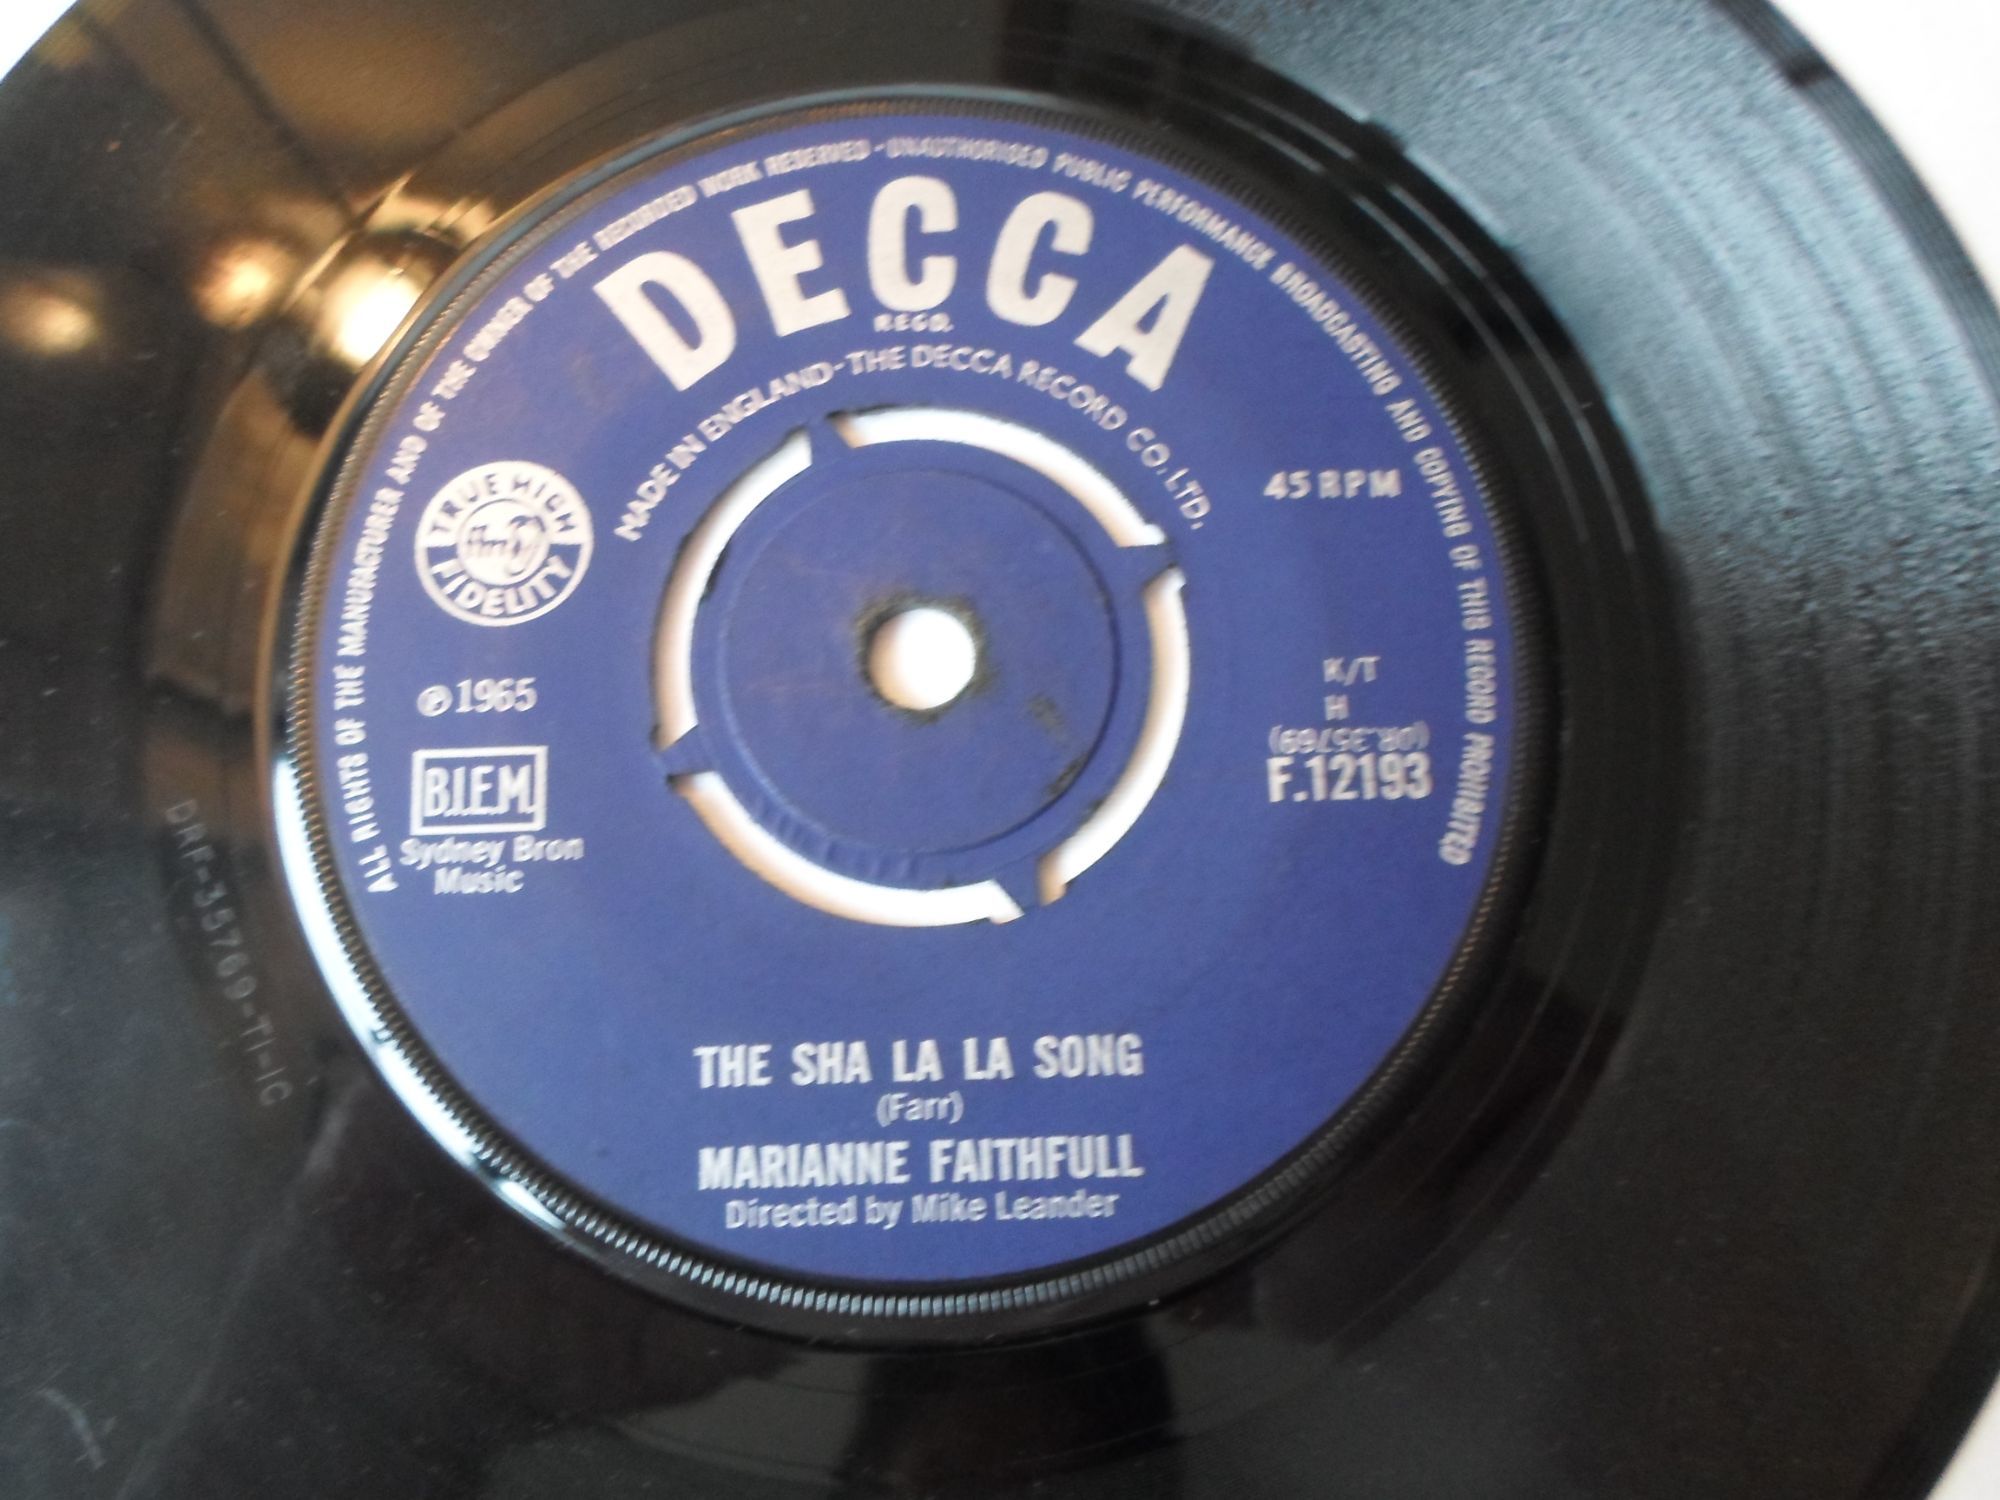 ALL RIGHTS OF THE MANUFACTURER AND OF THE OWNER OF THE RECORDED WORK RESERVED - UNAUTHORISED PUBLIC PERFORMANCE BROADCASTING AND COPYING OF THIS RECORD PROHIBITED
DECCA
REGD.
MADE IN ENGLAND - THE DECCA RECORD CO. LTD.
TRUE HIGH
ffrr
FIDELITY
45 RPM
℗ 1965
K/T
H
(DR.35769)
F.12193
B.I.E.M.
Sydney Bron
Music
DRF-35769-T1-1C
THE SHA LA LA SONG
(Farr)
MARIANNE FAITHFULL
Directed by Mike Leander